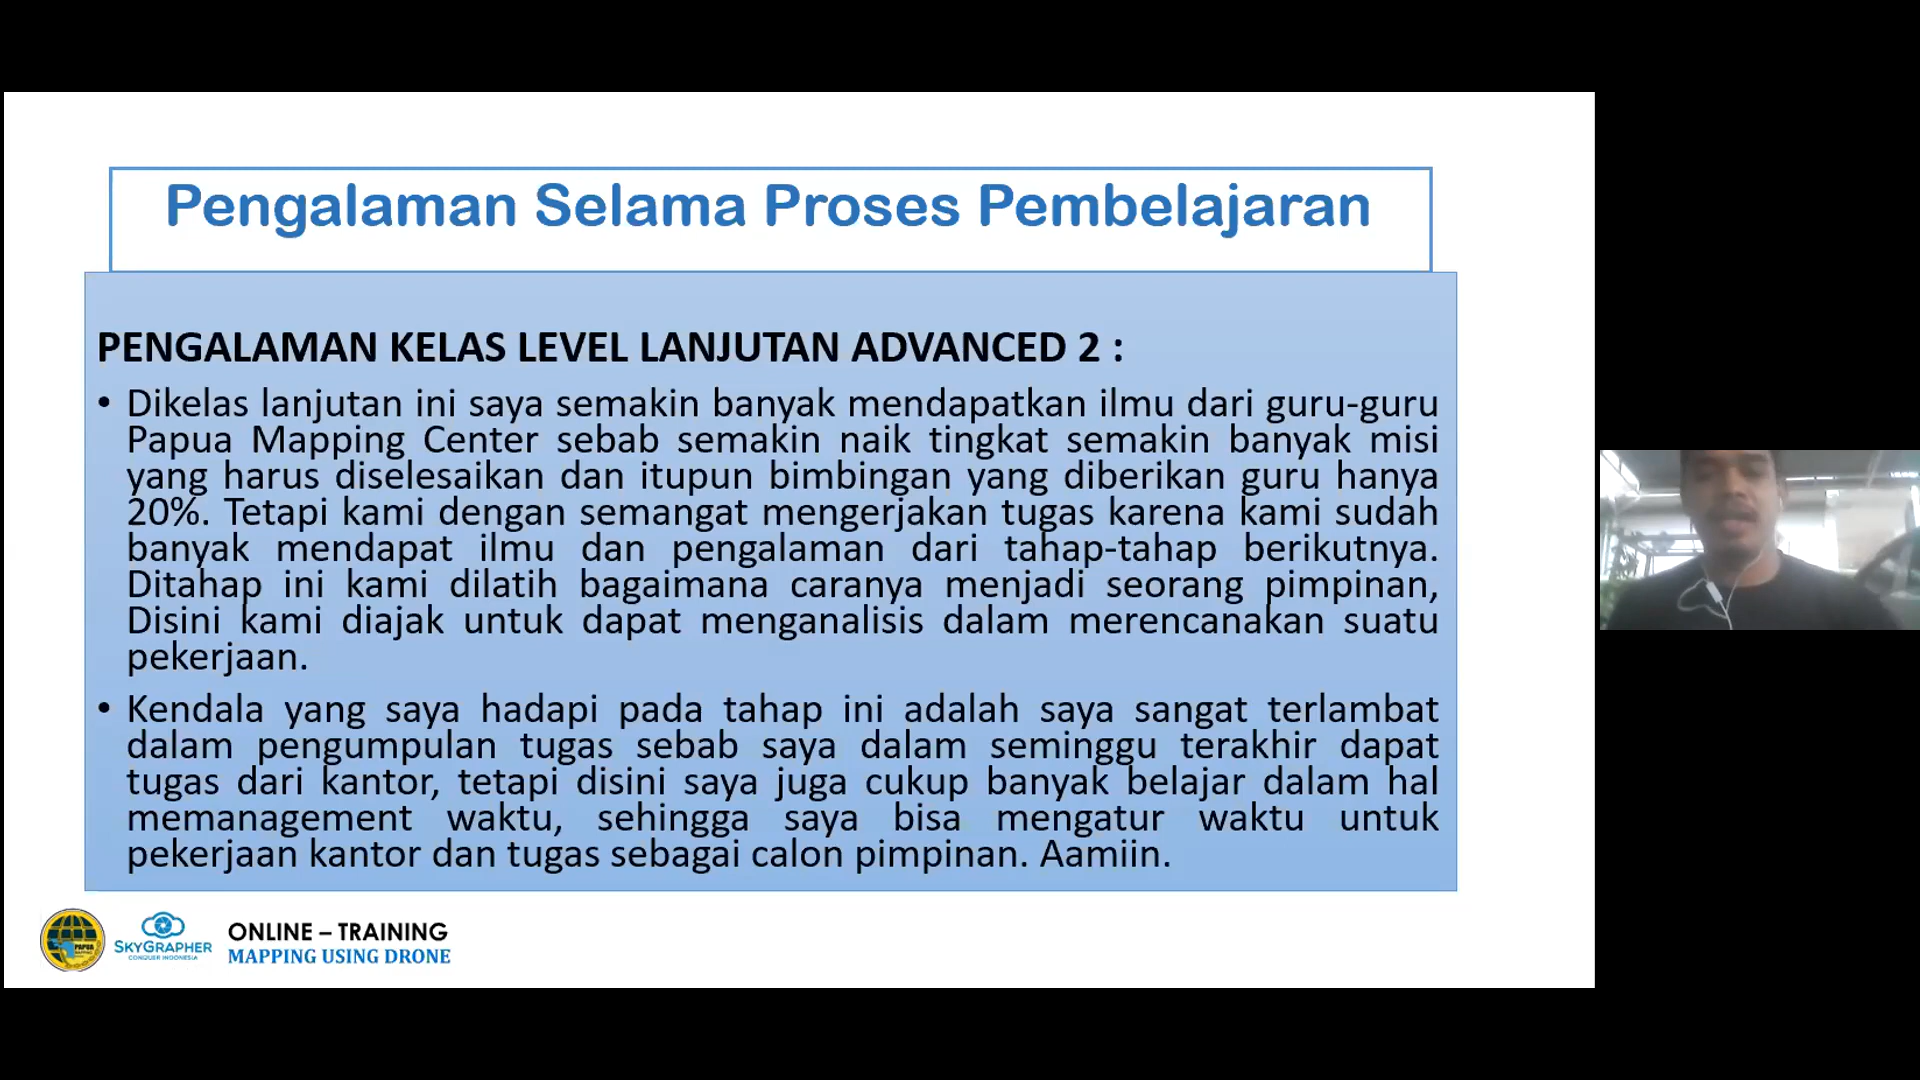 Pengalaman Selama Proses Pembelajaran
PENGALAMAN KELAS LEVEL LANJUTAN ADVANCED 2 :
• Dikelas lanjutan ini saya semakin banyak mendapatkan ilmu dari guru-guru
Papua Mapping Center sebab semakin naik tingkat semakin banyak misi
yang harus diselesaikan dan itupun bimbingan yang diberikan guru hanya
20%. Tetapi kami dengan semangat mengerjakan tugas karena kami sudah
banyak mendapat ilmu dan pengalaman dari tahap-tahap berikutnya.
Ditahap ini kami dilatih bagaimana caranya menjadi seorang pimpinan,
Disini kami diajak untuk dapat menganalisis dalam merencanakan suatu
pekerjaan.
• Kendala yang saya hadapi pada tahap ini adalah saya sangat terlambat
dalam pengumpulan tugas sebab saya dalam seminggu terakhir dapat
tugas dari kantor, tetapi disini saya juga cukup banyak belajar dalam hal
memanagement waktu, sehingga saya bisa mengatur waktu untuk
pekerjaan kantor dan tugas sebagai calon pimpinan. Aamiin.
PAPUA
SKYGRAPHER
CONQUER INDONESIA
ONLINE – TRAINING
MAPPING USING DRONE